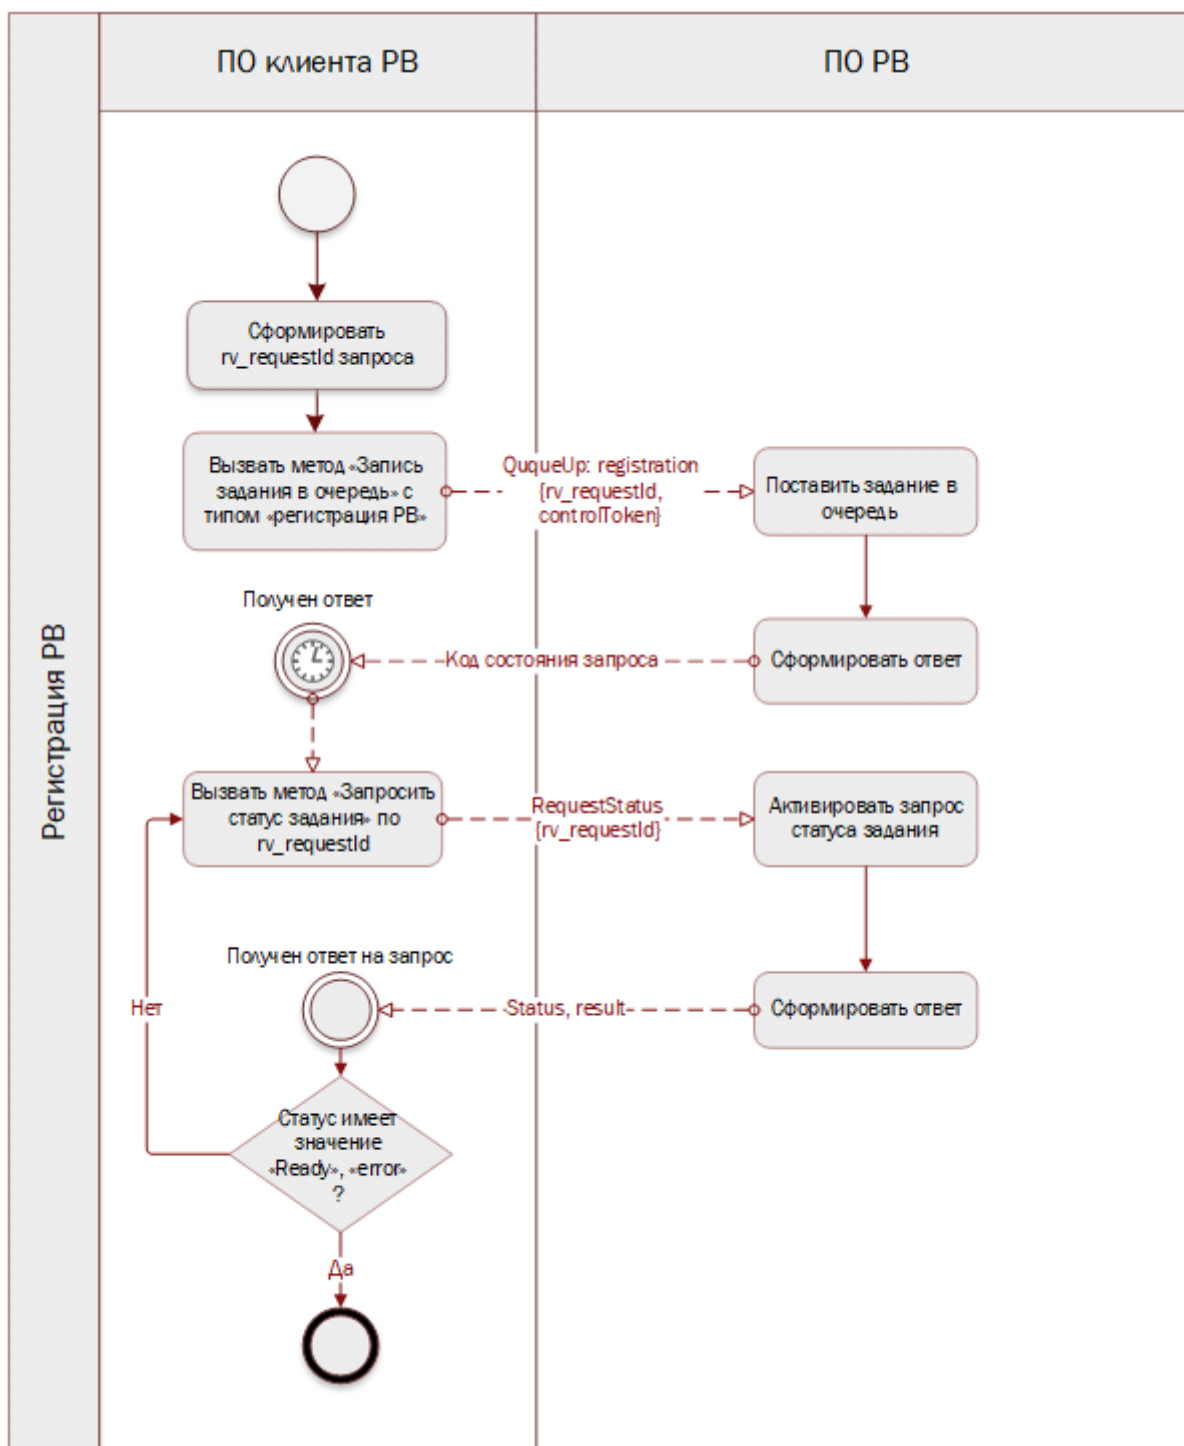 ПО клиента РВ
ПО РВ
Регистрация РВ
Сформировать
rv_requestId запроса
Вызвать метод «Запись
задания в очередь» с
типом «регистрация РВ»
QuqueUp: registration
{rv_requestId,
controlToken}
Поставить задание в
очередь
Получен ответ
Код состояния запроса
Сформировать ответ
Вызвать метод «Запросить
статус задания» по
rv_requestId
RequestStatus
{rv_requestId}
Активировать запрос
статуса задания
Получен ответ на запрос
Нет
Status, result
Сформировать ответ
Статус имеет
значение
«Ready», «error»
?
Да